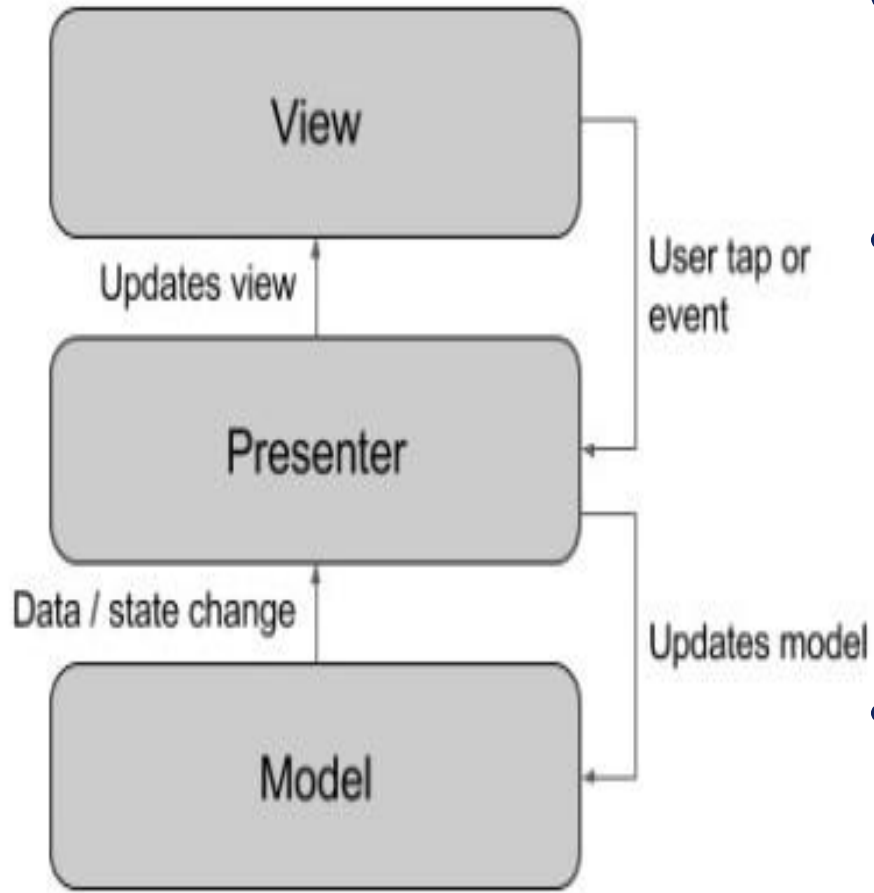 View
Updates view
User tap or
event
Presenter
Data / state change
Updates model
Model